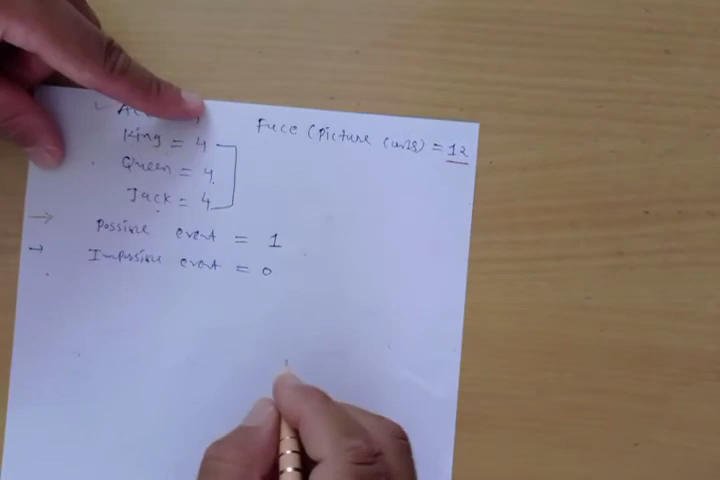 Face (Picture Cards) = 12
King = 4
Queen = 4
Jack = 4
Possible event = 1
Impossible event = 0